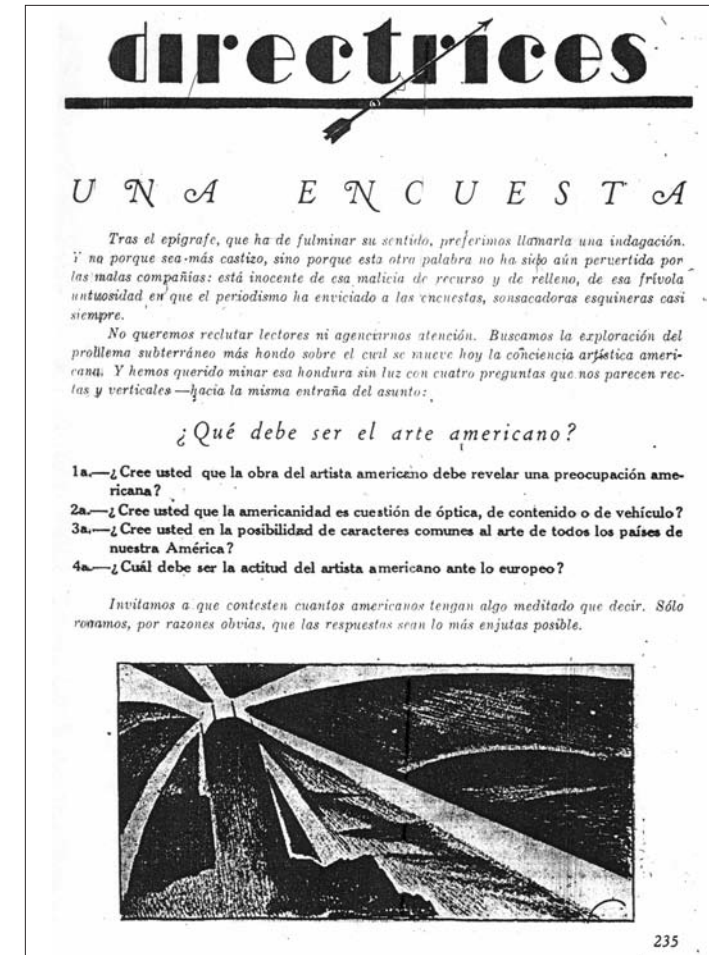 directrices
UNA ENCUESTA
Tras el epígrafe, que ha de fulminar su sentido, preferimos llamarla una indagación.
Y no porque sea más castizo, sino porque esta otra palabra no ha sido aún pervertida por
las malas compañías: está inocente de esa malicia de recurso y de relleno, de esa frívola
untuosidad en que el periodismo ha enviciado a las encuestas, sonsacadoras esquineras casi
siempre.
No queremos reclutar lectores ni agenciarnos atención. Buscamos la exploración del
problema subterráneo más hondo sobre el cual se mueve hoy la conciencia artística ameri-
cana. Y hemos querido minar esa hondura sin luz con cuatro preguntas que nos parecen rec-
tas y verticales —hacia la misma entraña del asunto:
¿Qué debe ser el arte americano?
1a.—¿Cree usted que la obra del artista americano debe revelar una preocupación ame-
ricana?
2a.—¿Cree usted que la americanidad es cuestión de óptica, de contenido o de vehículo?
3a.—¿Cree usted en la posibilidad de caracteres comunes al arte de todos los países de
nuestra América?
4a.—¿Cuál debe ser la actitud del artista americano ante lo europeo?
Invitamos a que contesten cuantos americanos tengan algo meditado que decir. Sólo
rogamos, por razones obvias, que las respuestas sean lo más enjutas posible.
235